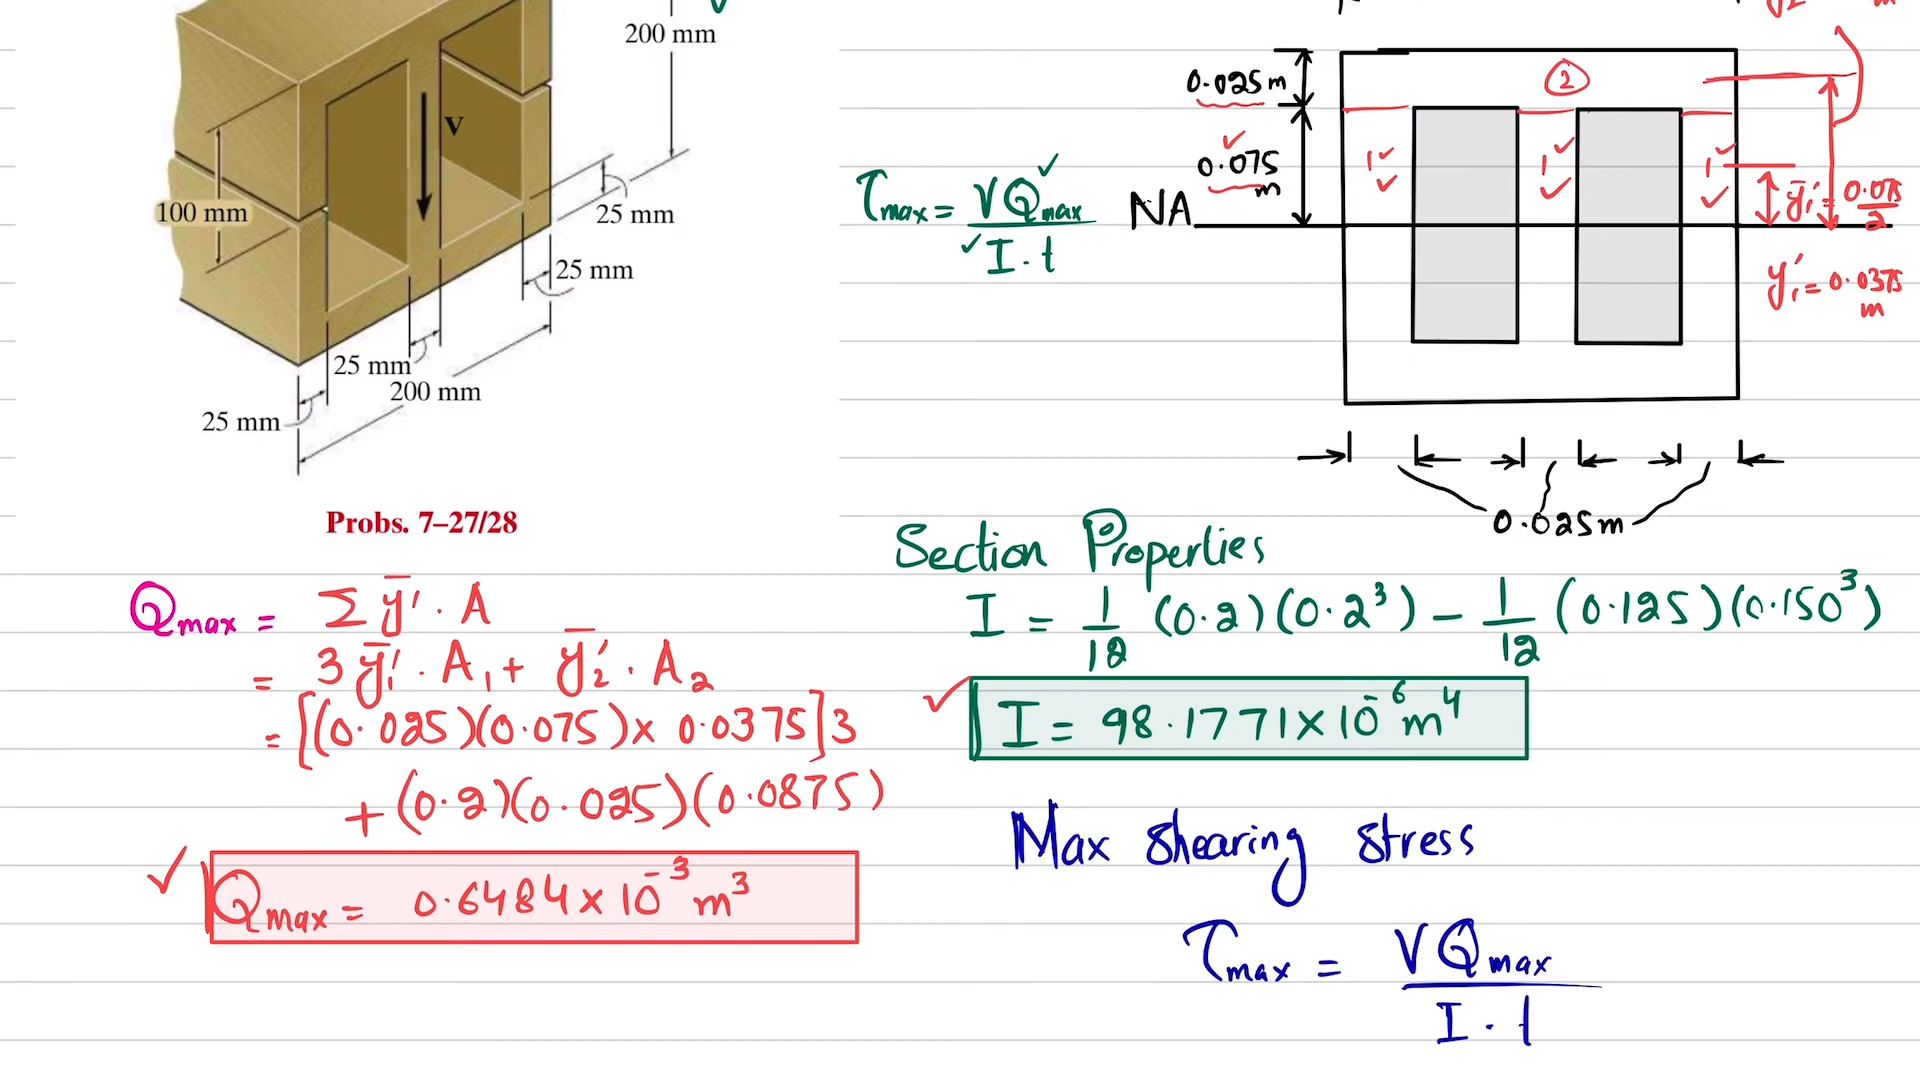 200 mm
V
100 mm
25 mm
25 mm
25 mm
200 mm
25 mm
Probs. 7–27/28
τmax = VQmax / I · t
NA
0.025 m
0.075 m
②
1 1 1
ȳ₁' = 0.075/2
y₁' = 0.0375 m
0.025 m
Section Properties
I = 1/12 (0.2)(0.2³) − 1/12 (0.125)(0.150³)
I = 98.1771 × 10⁻⁶ m⁴
Qmax = Σ ȳ' · A
= 3 ȳ₁' · A₁ + ȳ₂' · A₂
= [(0.025)(0.075) × 0.0375] 3
+ (0.2)(0.025)(0.0875)
Qmax = 0.6484 × 10⁻³ m³
Max shearing stress
τmax = VQmax / I · t